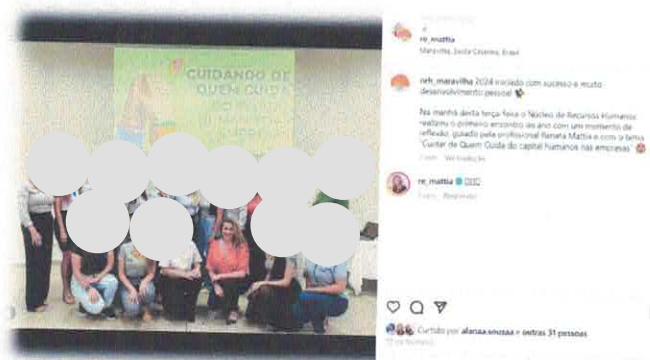 CUIDANDO DE
QUEM CUIDA
re_mattia
Maravilha, Santa Catarina, Brasil
nrh_maravilha 2024 iniciado com sucesso e muito
desenvolvimento pessoal
Na manhã desta terça-feira o Núcleo de Recursos Humanos
realizou o primeiro encontro do ano com um momento de
reflexão, guiado pela profissional Renata Mattia e com o tema
"Cuidar de Quem Cuida do capital humanos nas empresas"
Ver tradução
re_mattia
Responder
Curtido por e outras 31 pessoas